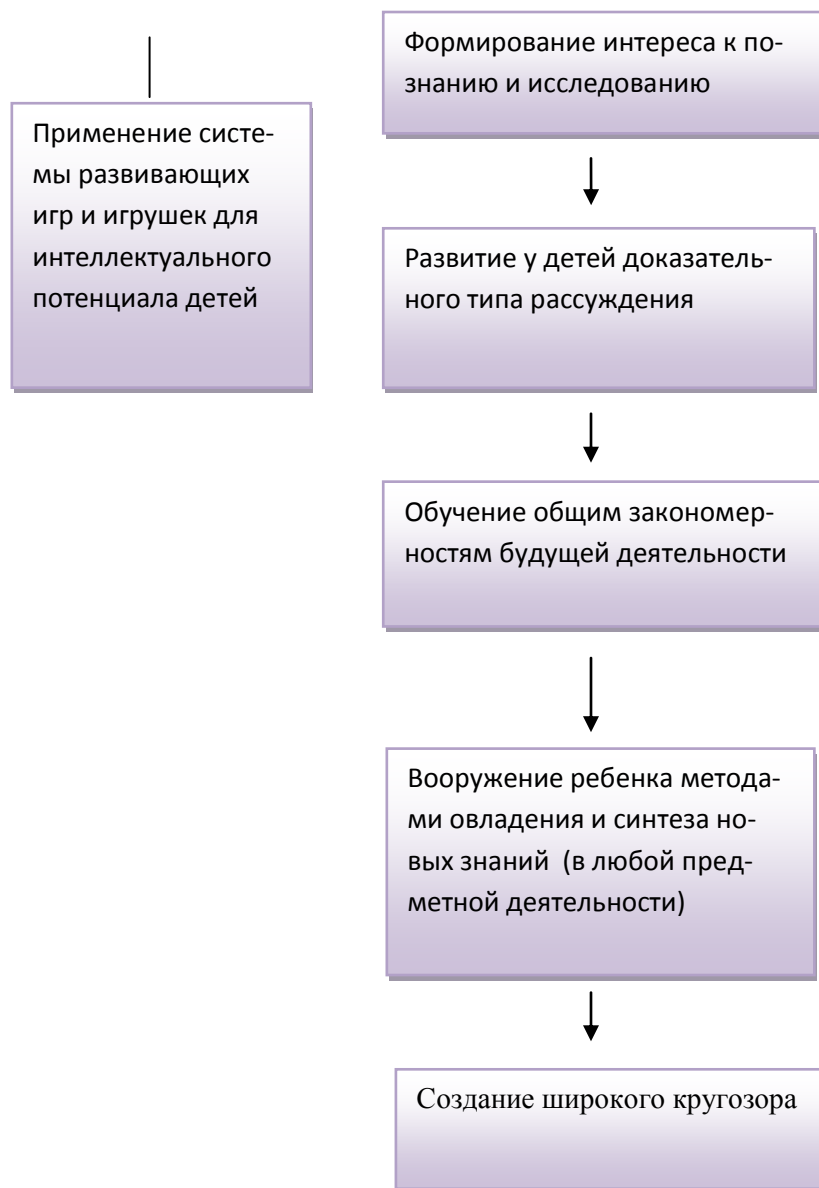 Применение систе-
мы развивающих
игр и игрушек для
интеллектуального
потенциала детей
Формирование интереса к по-
знанию и исследованию
Развитие у детей доказатель-
ного типа рассуждения
Обучение общим закономер-
ностям будущей деятельности
Вооружение ребенка метода-
ми овладения и синтеза но-
вых знаний (в любой пред-
метной деятельности)
Создание широкого кругозора